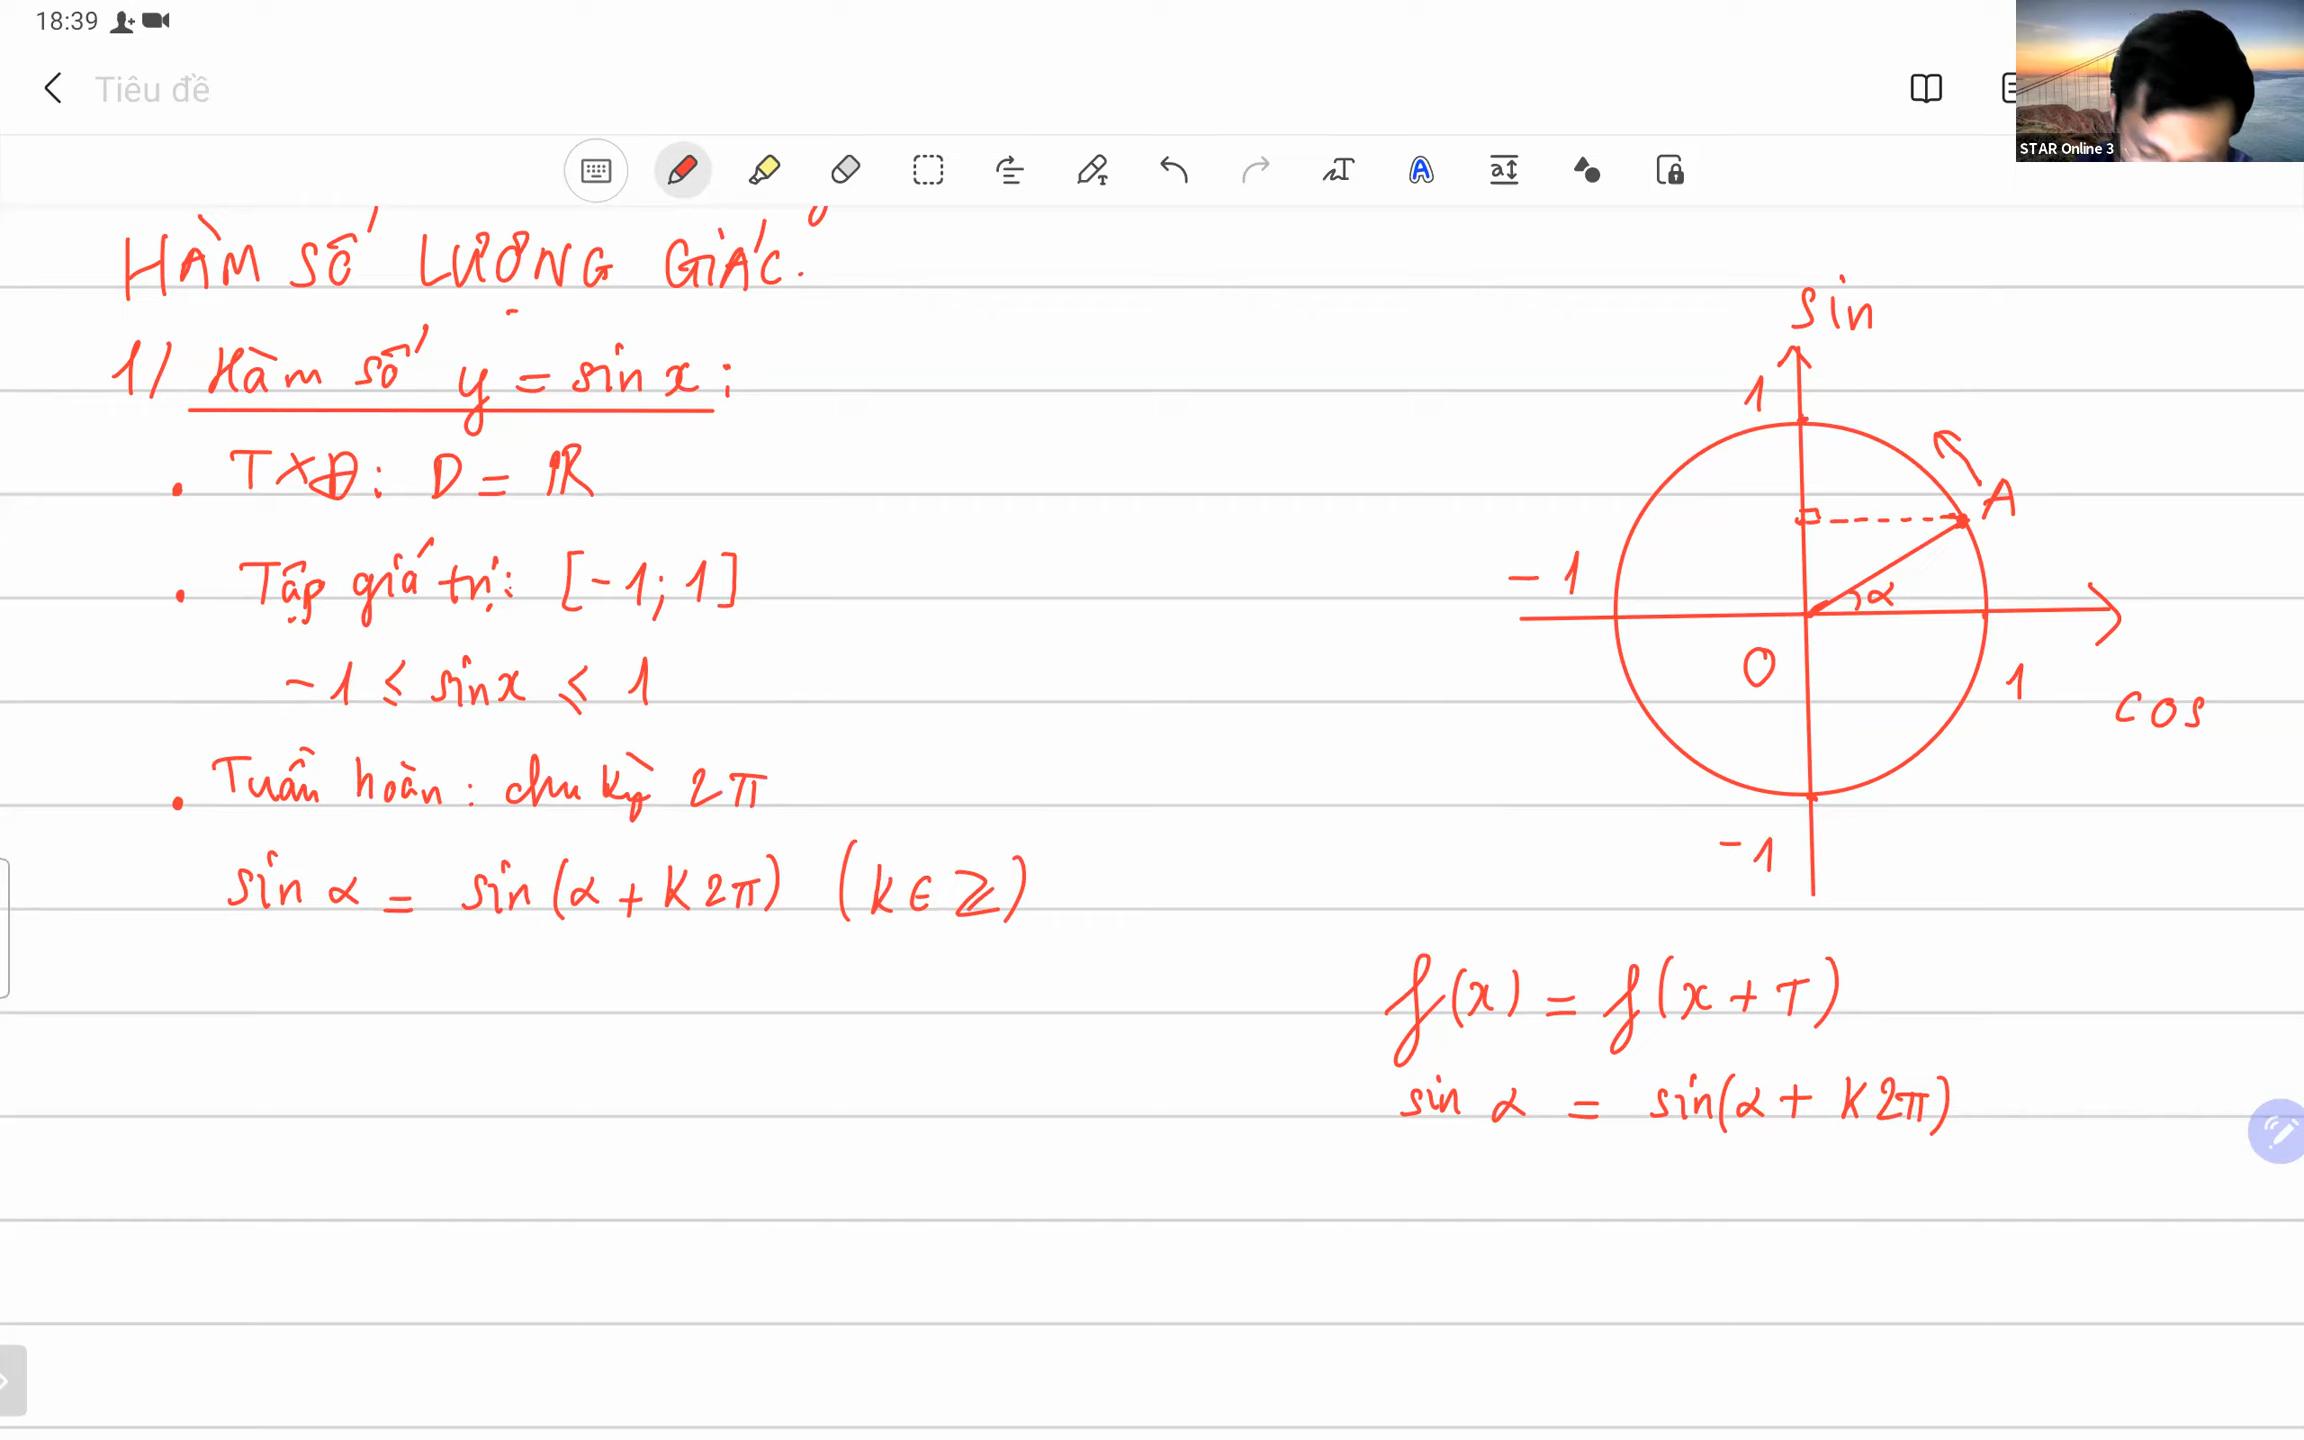 18:39
Tiêu đề
STAR Online 3
HÀM SỐ LƯỢNG GIÁC.
1/ Hàm số y = sin x :
• TXĐ: D = ℝ
• Tập giá trị: [-1; 1]
-1 ≤ sin x ≤ 1
• Tuần hoàn: chu kỳ 2π
sin α = sin(α + K2π) (k ∈ ℤ)
sin
1
A
-1
α
O
1
cos
-1
f(x) = f(x + T)
sin α = sin(α + K2π)